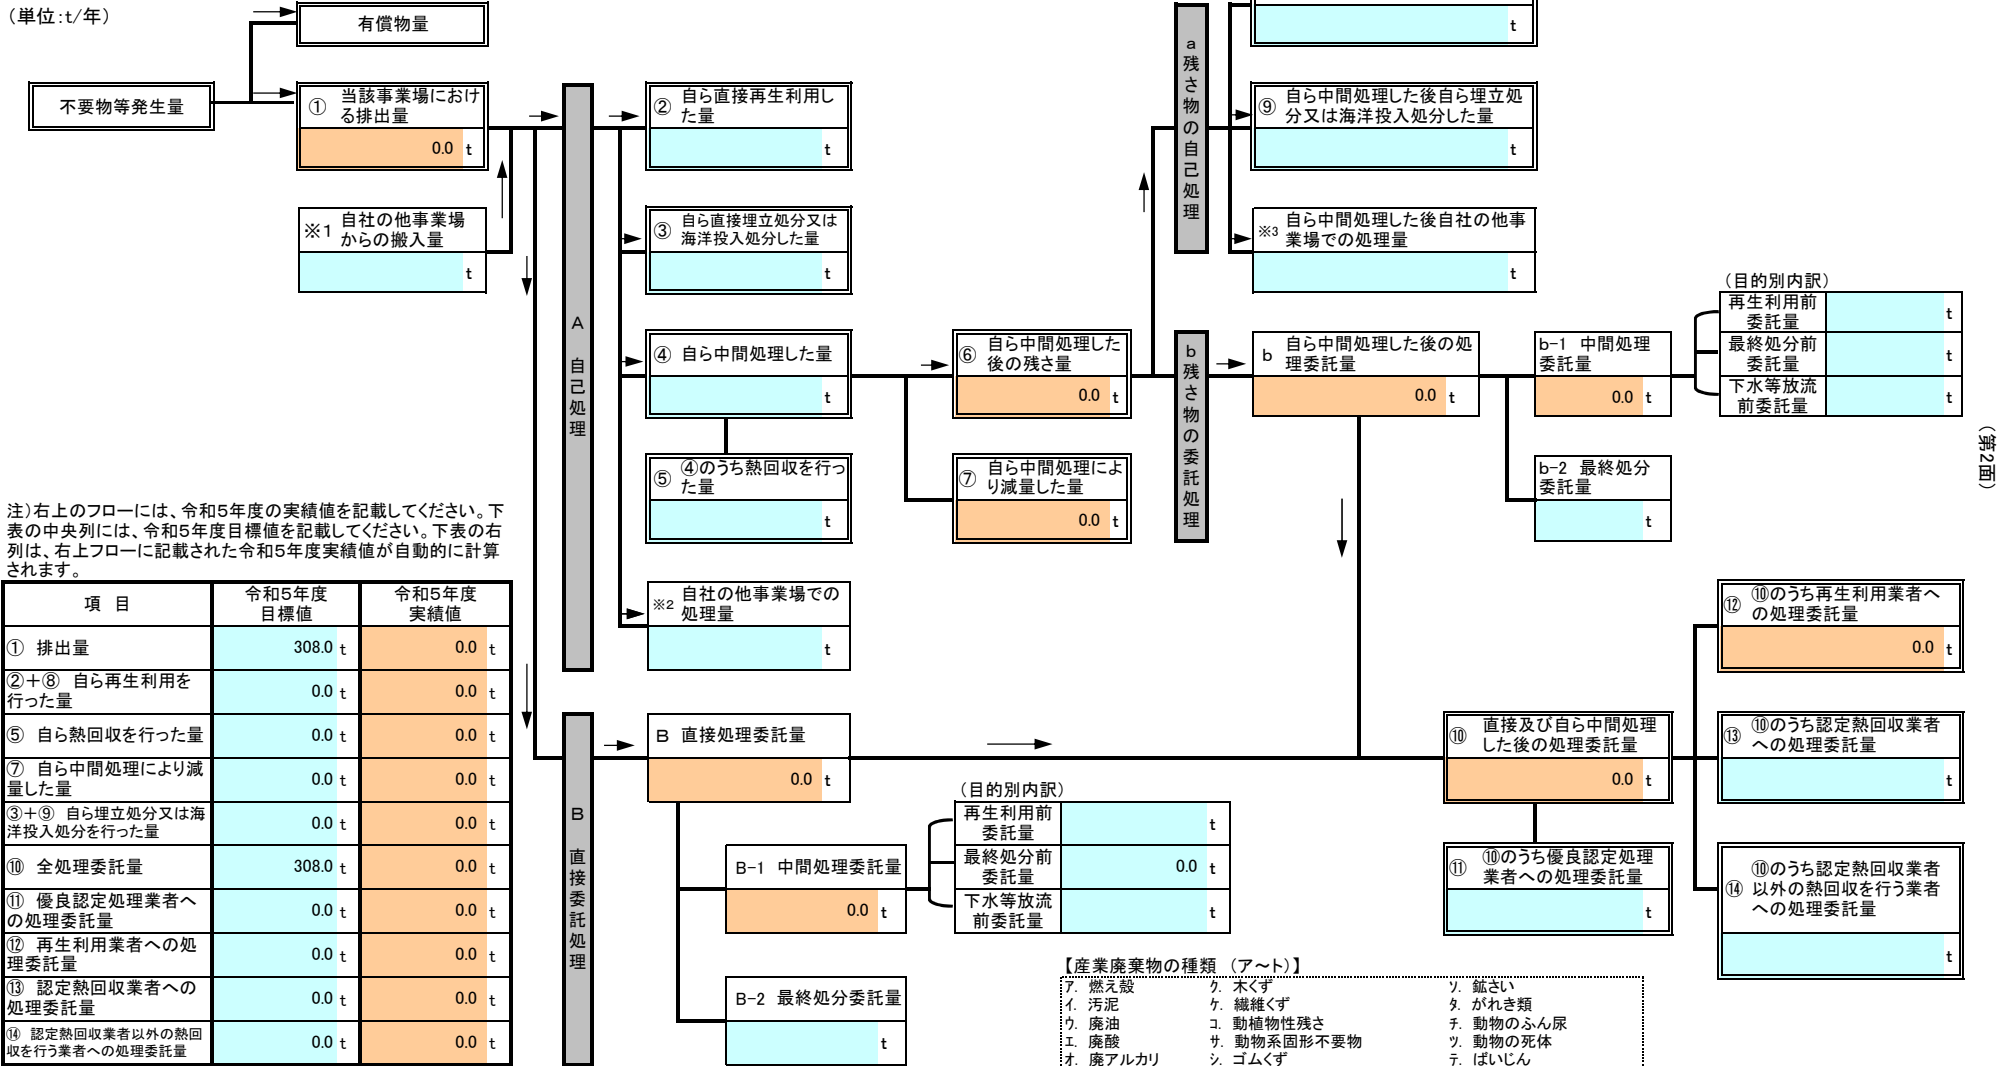 （単位：t/年）
有償物量
不要物等発生量
① 当該事業場におけ
る排出量
0.0 t
※1 自社の他事業場
からの搬入量
t
A 自己処理
② 自ら直接再生利用し
た量
t
③ 自ら直接埋立処分又は
海洋投入処分した量
t
④ 自ら中間処理した量
t
⑤ ④のうち熱回収を行っ
た量
t
※2 自社の他事業場での
処理量
t
⑥ 自ら中間処理した
後の残さ量
0.0 t
⑦ 自ら中間処理によ
り減量した量
0.0 t
a 残さ物の自己処理
t
⑨ 自ら中間処理した後自ら埋立処
分又は海洋投入処分した量
t
※3 自ら中間処理した後自社の他事
業場での処理量
t
b 残さ物の委託処理
b 自ら中間処理した後の処
理委託量
0.0 t
b-1 中間処理
委託量
0.0 t
b-2 最終処分
委託量
t
（目的別内訳）
再生利用前
委託量
t
最終処分前
委託量
t
下水等放流
前委託量
t
（第2面）
注）右上のフローには、令和5年度の実績値を記載してください。下
表の中央列には、令和5年度目標値を記載してください。下表の右
列は、右上フローに記載された令和5年度実績値が自動的に計算
されます。
項 目
令和5年度
目標値
令和5年度
実績値
① 排出量 308.0 t 0.0 t
②＋⑧ 自ら再生利用を
行った量 0.0 t 0.0 t
⑤ 自ら熱回収を行った量 0.0 t 0.0 t
⑦ 自ら中間処理により減
量した量 0.0 t 0.0 t
③＋⑨ 自ら埋立処分又は海
洋投入処分を行った量 0.0 t 0.0 t
⑩ 全処理委託量 308.0 t 0.0 t
⑪ 優良認定処理業者へ
の処理委託量 0.0 t 0.0 t
⑫ 再生利用業者への処
理委託量 0.0 t 0.0 t
⑬ 認定熱回収業者への
処理委託量 0.0 t 0.0 t
⑭ 認定熱回収業者以外の熱回
収を行う業者への処理委託量 0.0 t 0.0 t
B 直接委託処理
B 直接処理委託量
0.0 t
B-1 中間処理委託量
0.0 t
B-2 最終処分委託量
t
（目的別内訳）
再生利用前
委託量
t
最終処分前
委託量
0.0 t
下水等放流
前委託量
t
⑩ 直接及び自ら中間処理
した後の処理委託量
0.0 t
⑪ ⑩のうち優良認定処理
業者への処理委託量
t
⑫ ⑩のうち再生利用業者へ
の処理委託量
0.0 t
⑬ ⑩のうち認定熱回収業者
への処理委託量
t
⑭ ⑩のうち認定熱回収業者
以外の熱回収を行う業者
への処理委託量
t
【産業廃棄物の種類 （ア～ト）】
ア. 燃え殻 ク. 木くず ソ. 鉱さい
イ. 汚泥 ケ. 繊維くず タ. がれき類
ウ. 廃油 コ. 動植物性残さ チ. 動物のふん尿
エ. 廃酸 サ. 動物系固形不要物 ツ. 動物の死体
オ. 廃アルカリ シ. ゴムくず テ. ばいじん